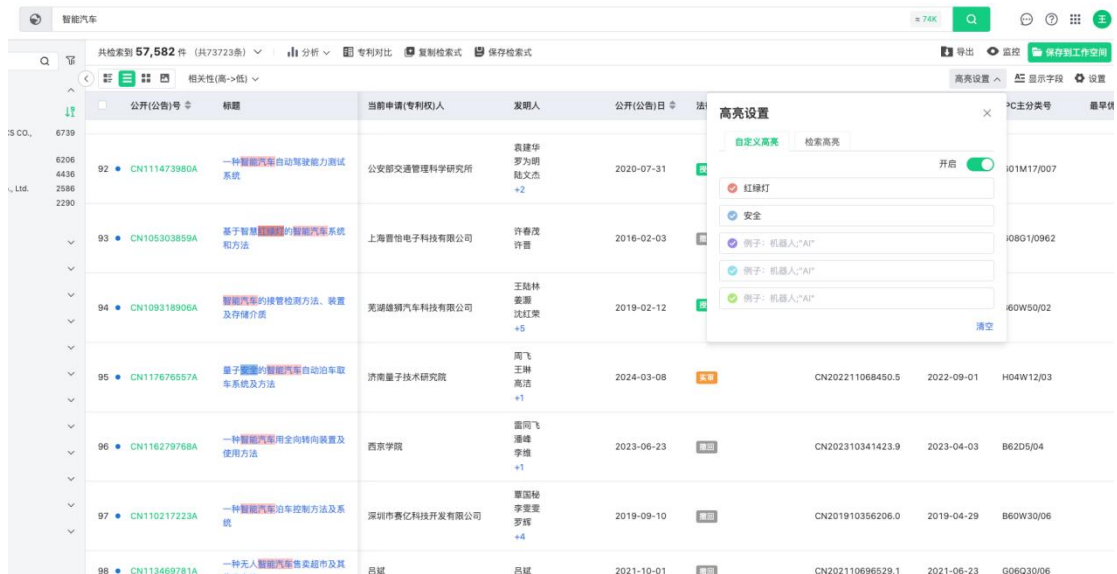 智能汽车
≈ 74K
王
共检索到 57,582 件 (共73723条)
分析
专利对比
复制检索式
保存检索式
导出
监控
保存到工作空间
相关性(高->低)
高亮设置
显示字段
设置
公开(公告)号
标题
当前申请(专利权)人
发明人
公开(公告)日
PC主分类号
CS CO.,
6739
6206
4436
., Ltd.
2586
2290
92
CN111473980A
一种智能汽车自动驾驶能力测试
系统
公安部交通管理科学研究所
袁建华
罗为明
陆文杰
+2
2020-07-31
93
CN105303859A
基于智慧红绿灯的智能汽车系统
和方法
上海晋怡电子科技有限公司
许春茂
许晋
2016-02-03
G08G1/0962
94
CN109318906A
智能汽车的接管检测方法、装置
及存储介质
芜湖雄狮汽车科技有限公司
王陆林
姜灏
沈红荣
+5
2019-02-12
B60W50/02
95
CN117676557A
量子安全的智能汽车自动泊车取
车系统及方法
济南量子技术研究院
周飞
王琳
高洁
+1
2024-03-08
实审
CN202211068450.5
2022-09-01
H04W12/03
96
CN116279768A
一种智能汽车用全向转向装置及
使用方法
西京学院
雷同飞
潘峰
李维
+1
2023-06-23
撤回
CN202310341423.9
2023-04-03
B62D5/04
97
CN110217223A
一种智能汽车泊车控制方法及系
统
深圳市赛亿科技开发有限公司
覃国秘
李雯雯
罗辉
+4
2019-09-10
撤回
CN201910356206.0
2019-04-29
B60W30/06
98
CN113469781A
一种无人智能汽车售卖超市及其
吕斌
吕斌
2021-10-01
撤回
CN202110696529.1
2021-06-23
G06Q30/06
高亮设置
自定义高亮
检索高亮
开启
红绿灯
安全
例子: 机器人;"AI"
例子: 机器人;"AI"
例子: 机器人;"AI"
清空